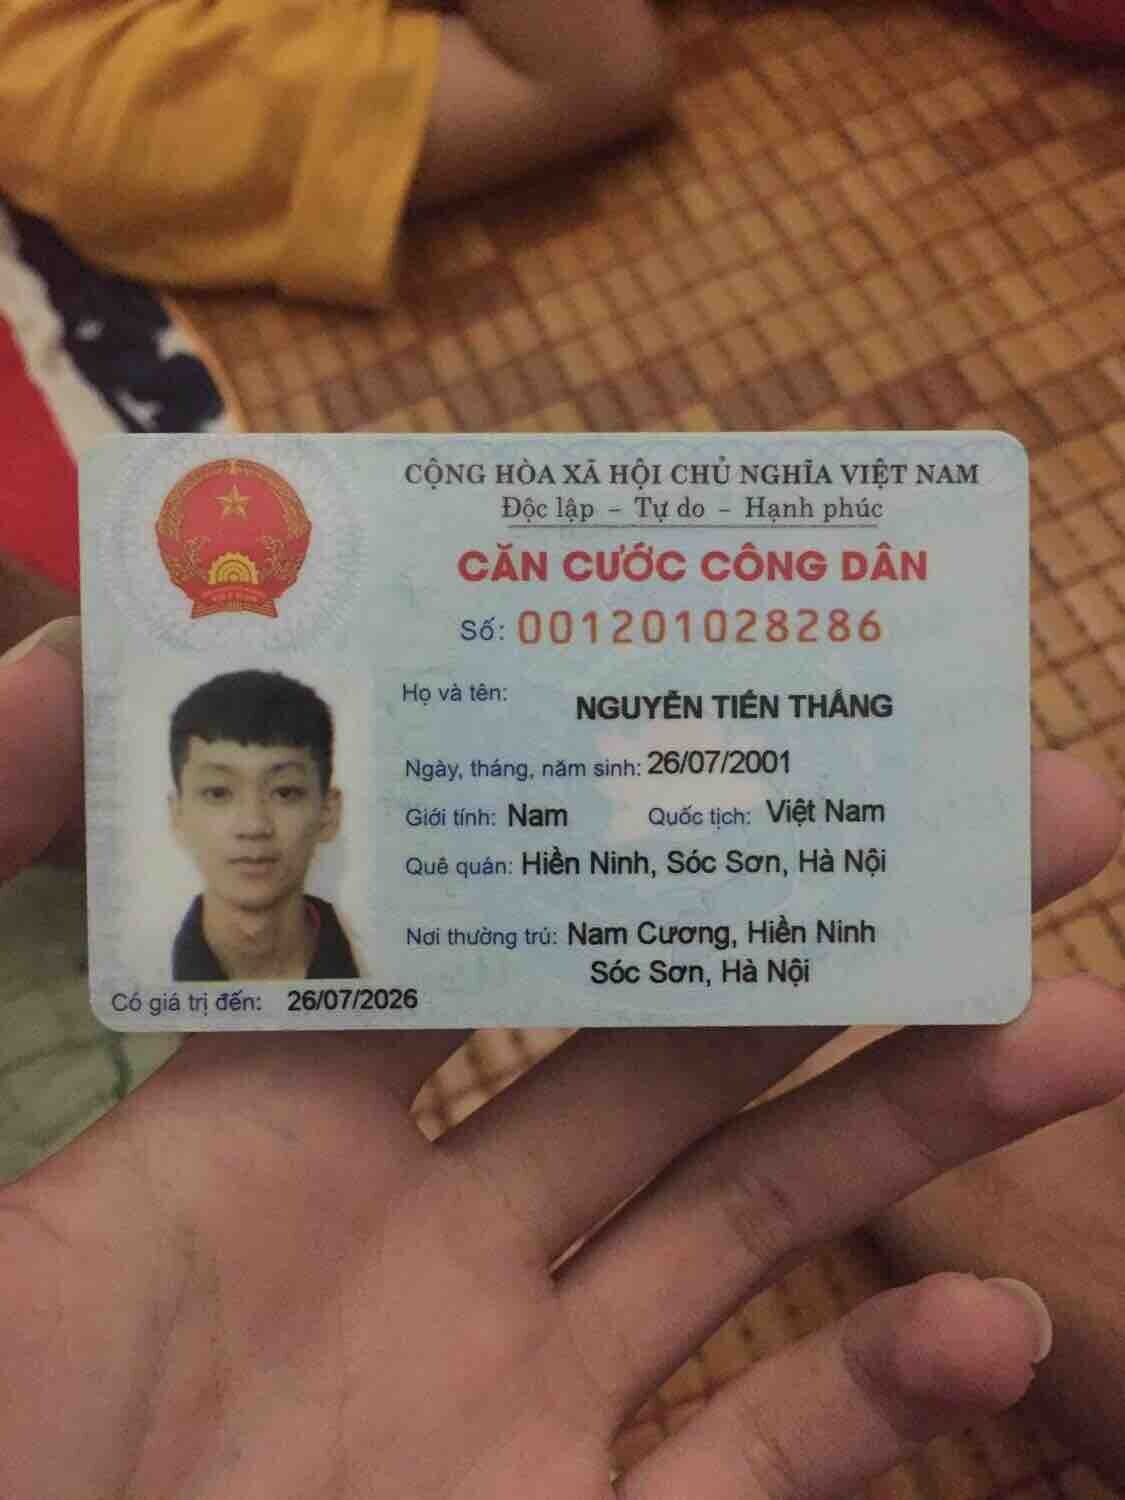 CỘNG HÒA XÃ HỘI CHỦ NGHĨA VIỆT NAM
Độc lập – Tự do – Hạnh phúc
CĂN CƯỚC CÔNG DÂN
Số: 001201028286
Họ và tên: NGUYỄN TIẾN THẮNG
Ngày, tháng, năm sinh: 26/07/2001
Giới tính: Nam Quốc tịch: Việt Nam
Quê quán: Hiền Ninh, Sóc Sơn, Hà Nội
Nơi thường trú: Nam Cương, Hiền Ninh
Sóc Sơn, Hà Nội
Có giá trị đến: 26/07/2026